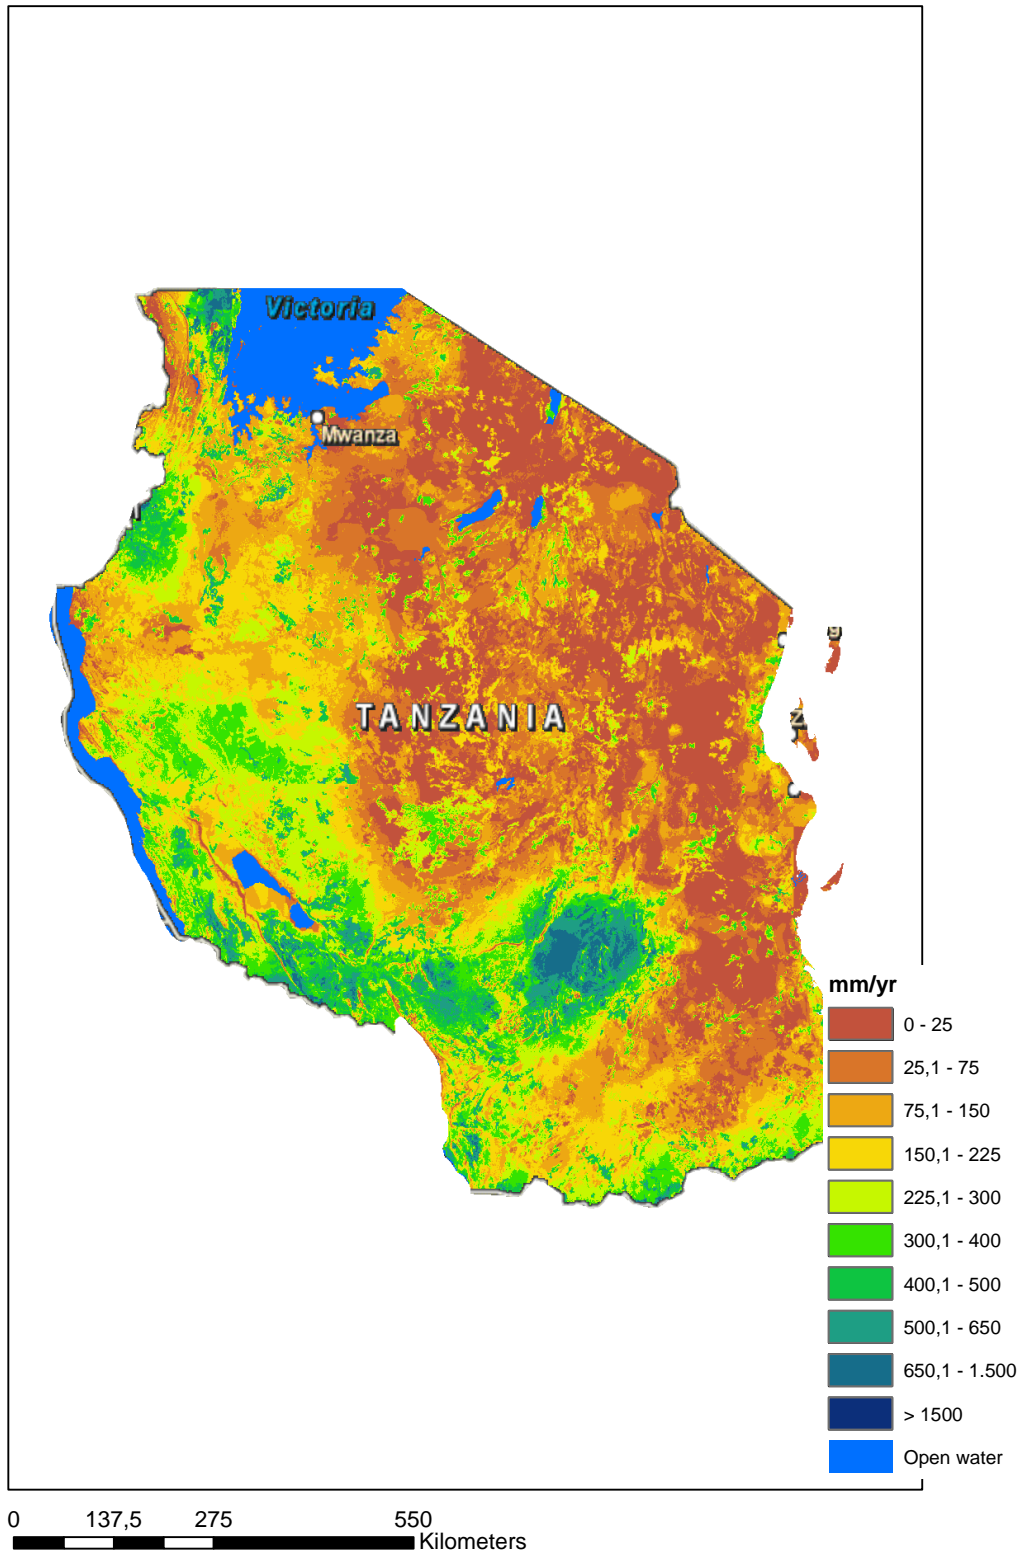 Victoria
Mwanza
TANZANIA
Z
mm/yr
0 - 25
25,1 - 75
75,1 - 150
150,1 - 225
225,1 - 300
300,1 - 400
400,1 - 500
500,1 - 650
650,1 - 1.500
> 1500
Open water
0 137,5 275 550
Kilometers